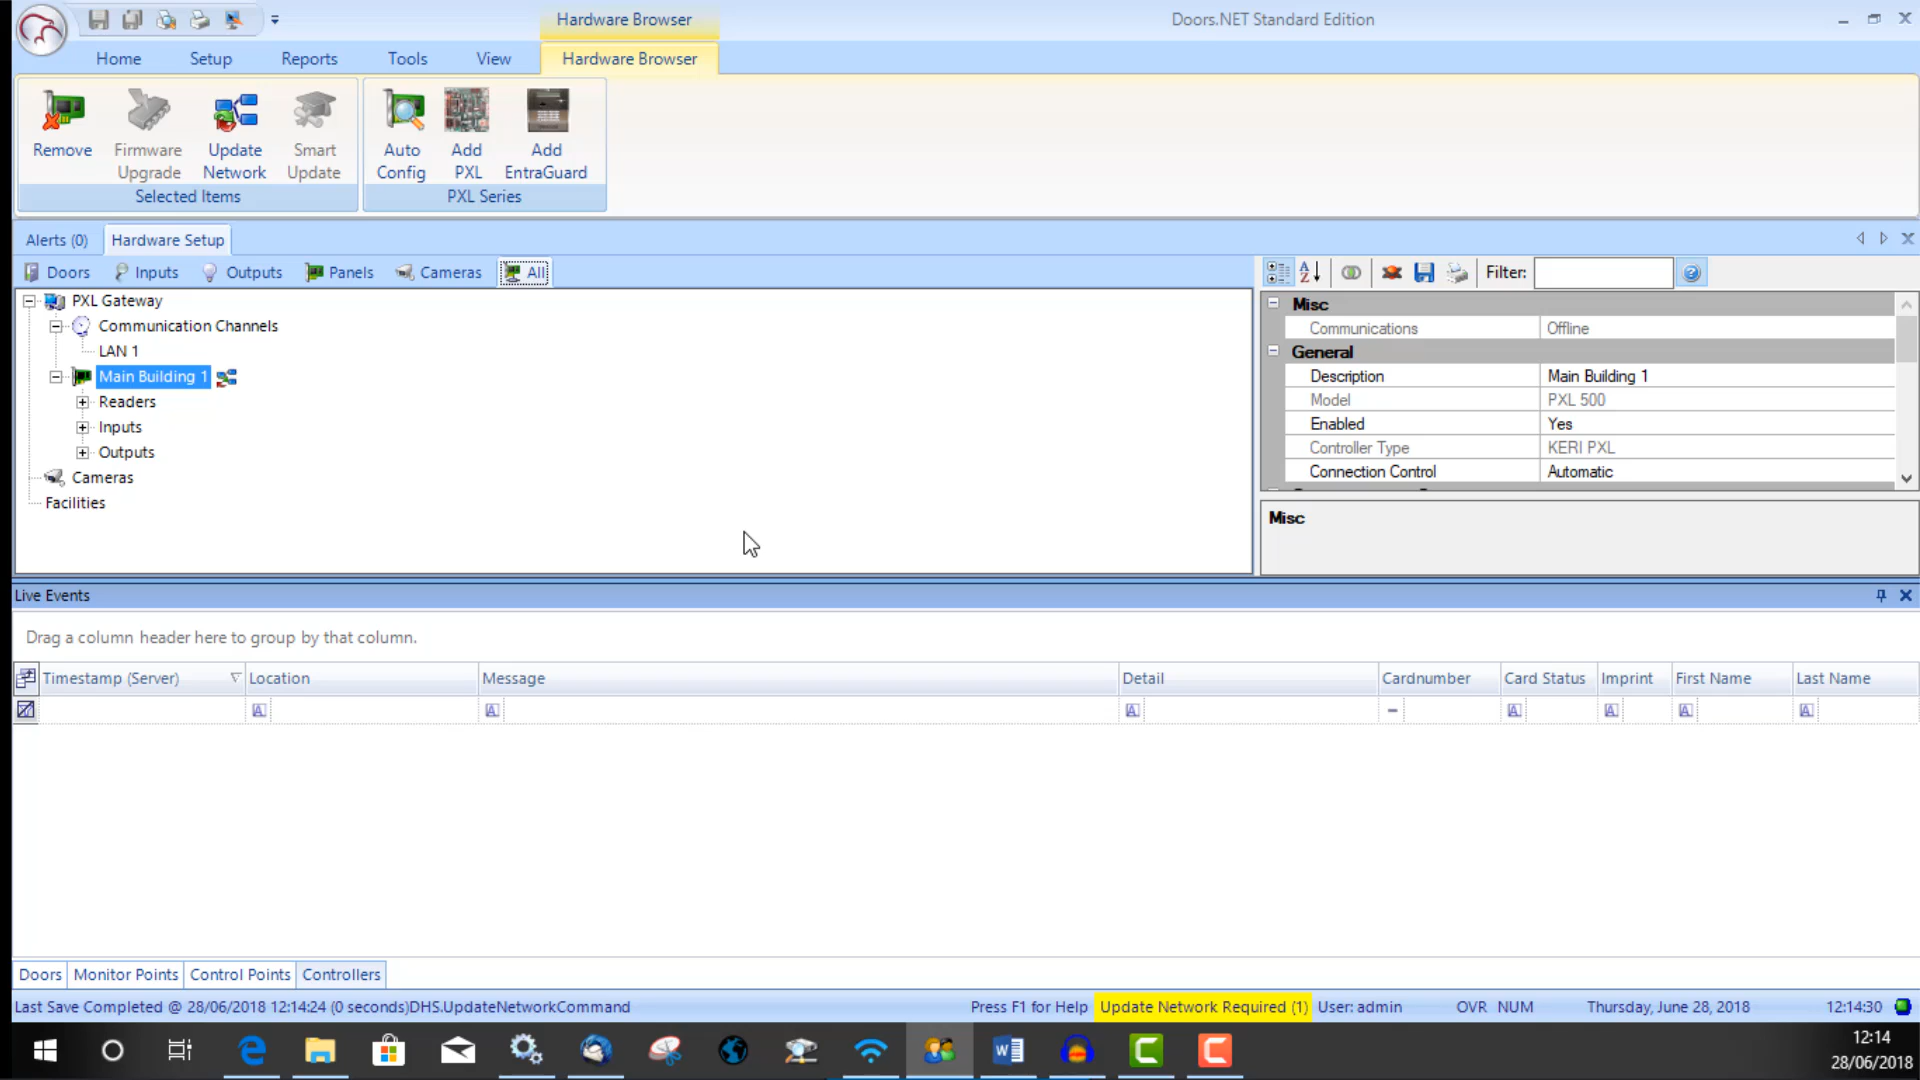 Hardware Browser
Doors.NET Standard Edition
Home Setup Reports Tools View Hardware Browser
Remove Firmware Upgrade Update Network Smart Update Auto Config Add PXL Add EntraGuard
Selected Items PXL Series
Alerts (0) Hardware Setup
Doors Inputs Outputs Panels Cameras All
Filter:
PXL Gateway
Communication Channels
LAN 1
Main Building 1
Readers
Inputs
Outputs
Cameras
Facilities
Misc
Communications Offline
General
Description Main Building 1
Model PXL 500
Enabled Yes
Controller Type KERI PXL
Connection Control Automatic
Misc
Live Events
Drag a column header here to group by that column.
Timestamp (Server) Location Message Detail Cardnumber Card Status Imprint First Name Last Name
Doors Monitor Points Control Points Controllers
Last Save Completed @ 28/06/2018 12:14:24 (0 seconds)DHS.UpdateNetworkCommand Press F1 for Help Update Network Required (1) User: admin OVR NUM Thursday, June 28, 2018 12:14:30
12:14
28/06/2018